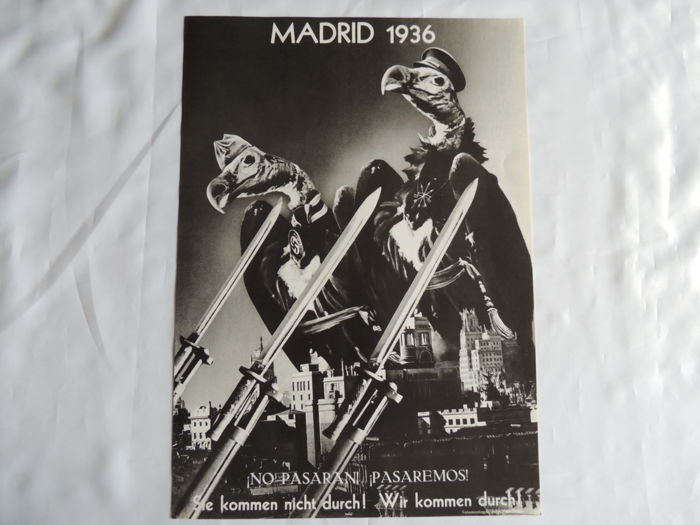 MADRID 1936
¡NO PASARAN! ¡PASAREMOS!
Sie kommen nicht durch! Wir kommen durch!